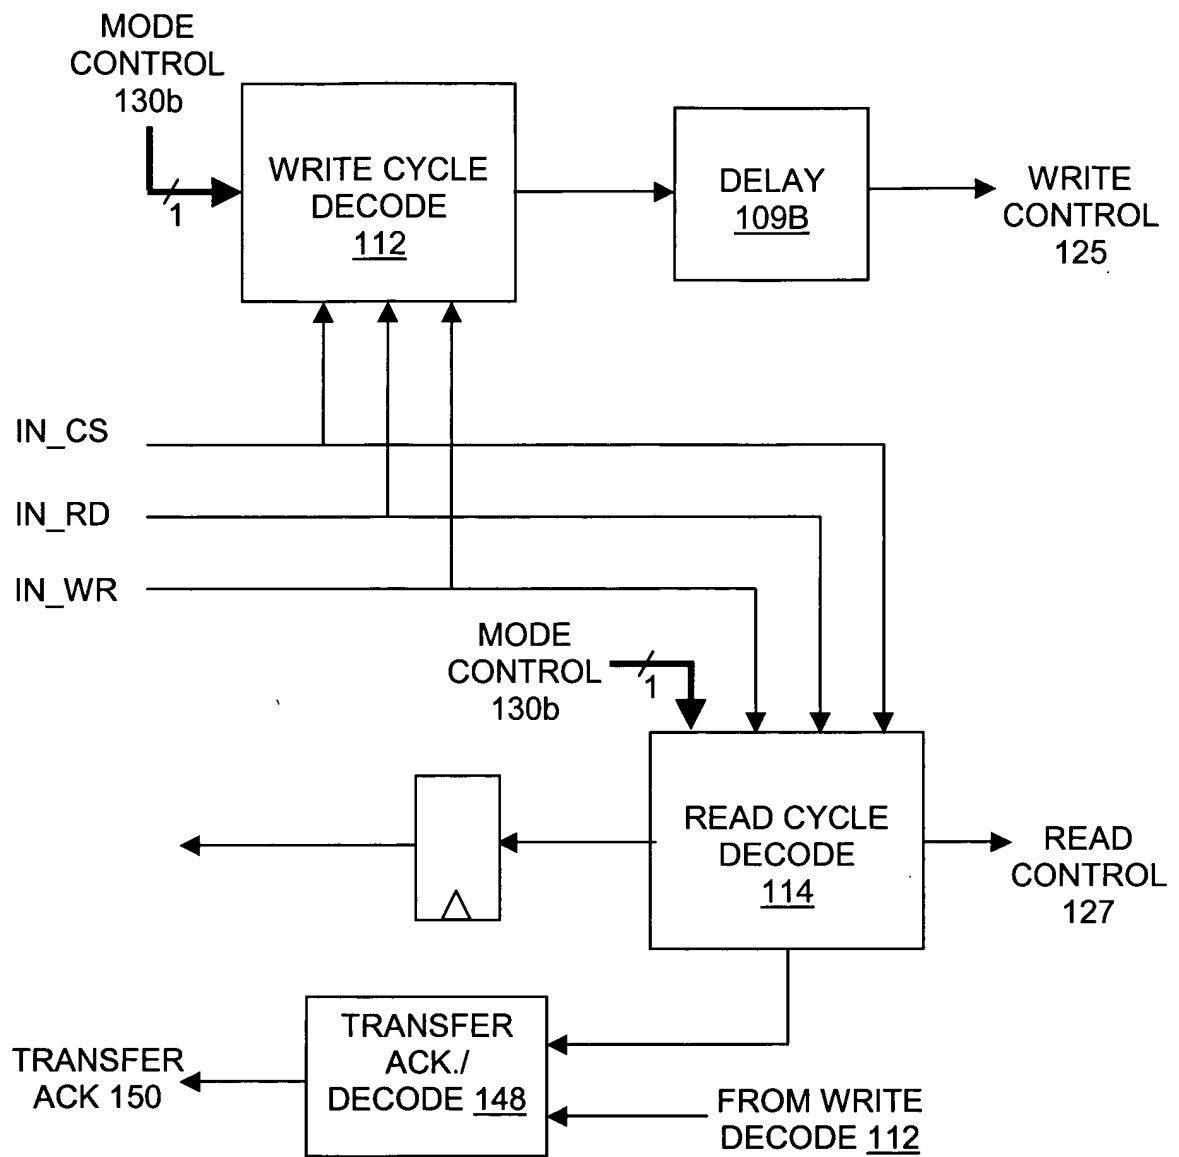 MODE
CONTROL
130b
1
WRITE CYCLE
DECODE
112
DELAY
109B
WRITE
CONTROL
125
IN_CS
IN_RD
IN_WR
MODE
CONTROL
130b
1
READ CYCLE
DECODE
114
READ
CONTROL
127
TRANSFER
ACK./
DECODE 148
TRANSFER
ACK 150
FROM WRITE
DECODE 112